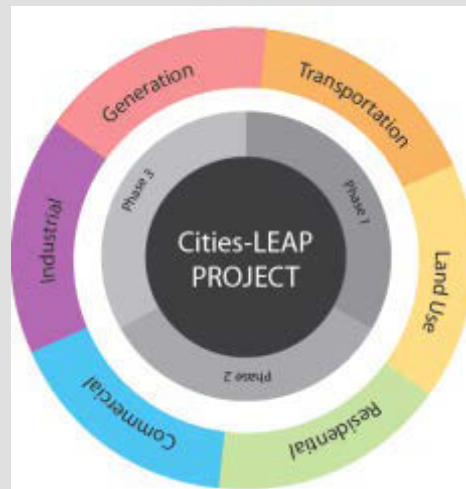 Generation
Transportation
Land Use
Residential
Commercial
Industrial
Phase 1
Phase 2
Phase 3
Cities-LEAP
PROJECT